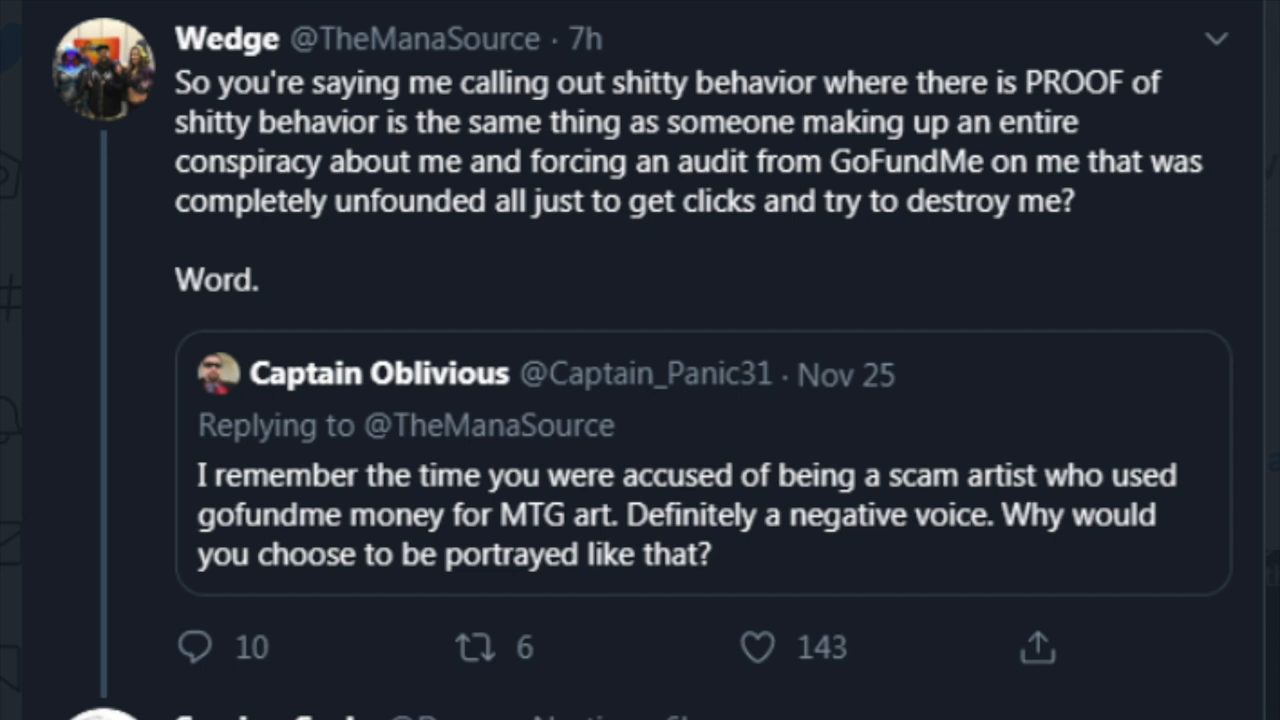 Wedge @TheManaSource · 7h
So you're saying me calling out shitty behavior where there is PROOF of
shitty behavior is the same thing as someone making up an entire
conspiracy about me and forcing an audit from GoFundMe on me that was
completely unfounded all just to get clicks and try to destroy me?
Word.
Captain Oblivious @Captain_Panic31 · Nov 25
Replying to @TheManaSource
I remember the time you were accused of being a scam artist who used
gofundme money for MTG art. Definitely a negative voice. Why would
you choose to be portrayed like that?
10 6 143